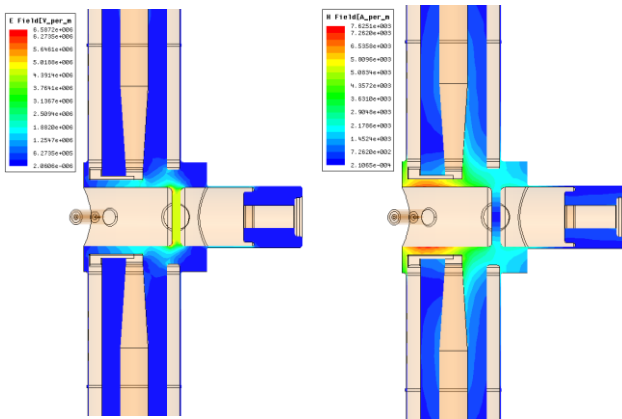 E Field[V_per_m
6.5872e+006
6.2735e+006
5.6461e+006
5.0188e+006
4.3914e+006
3.7641e+006
3.1367e+006
2.5094e+006
1.8820e+006
1.2547e+006
6.2735e+005
2.0606e-006
H Field[A_per_m
7.6251e+003
7.2620e+003
6.5358e+003
5.8096e+003
5.0834e+003
4.3572e+003
3.6310e+003
2.9048e+003
2.1786e+003
1.4524e+003
7.2620e+002
2.1065e-004